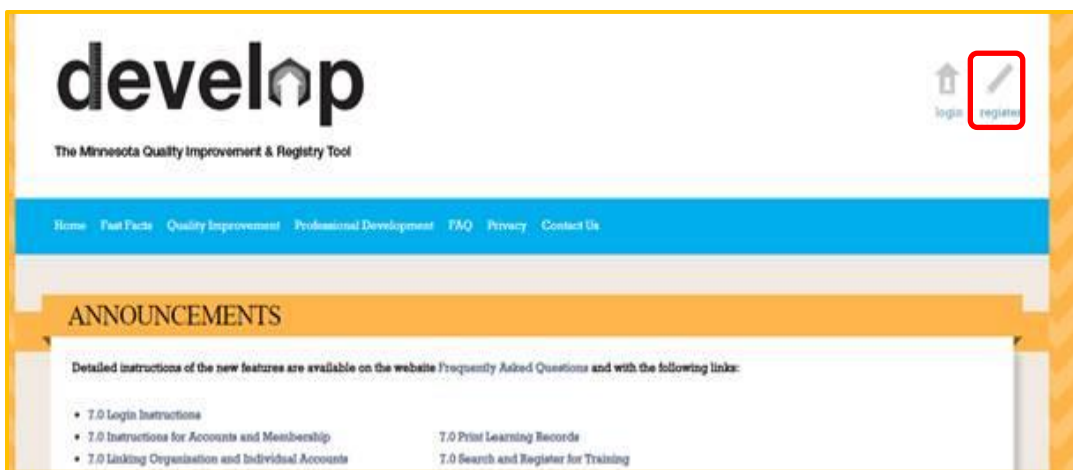 develop
login register
The Minnesota Quality Improvement & Registry Tool
Home Fast Facts Quality Improvement Professional Development FAQ Privacy Contact Us
ANNOUNCEMENTS
Detailed instructions of the new features are available on the website Frequently Asked Questions and with the following links:
• 7.0 Login Instructions
• 7.0 Instructions for Accounts and Membership 7.0 Print Learning Records
• 7.0 Linking Organization and Individual Accounts 7.0 Search and Register for Training